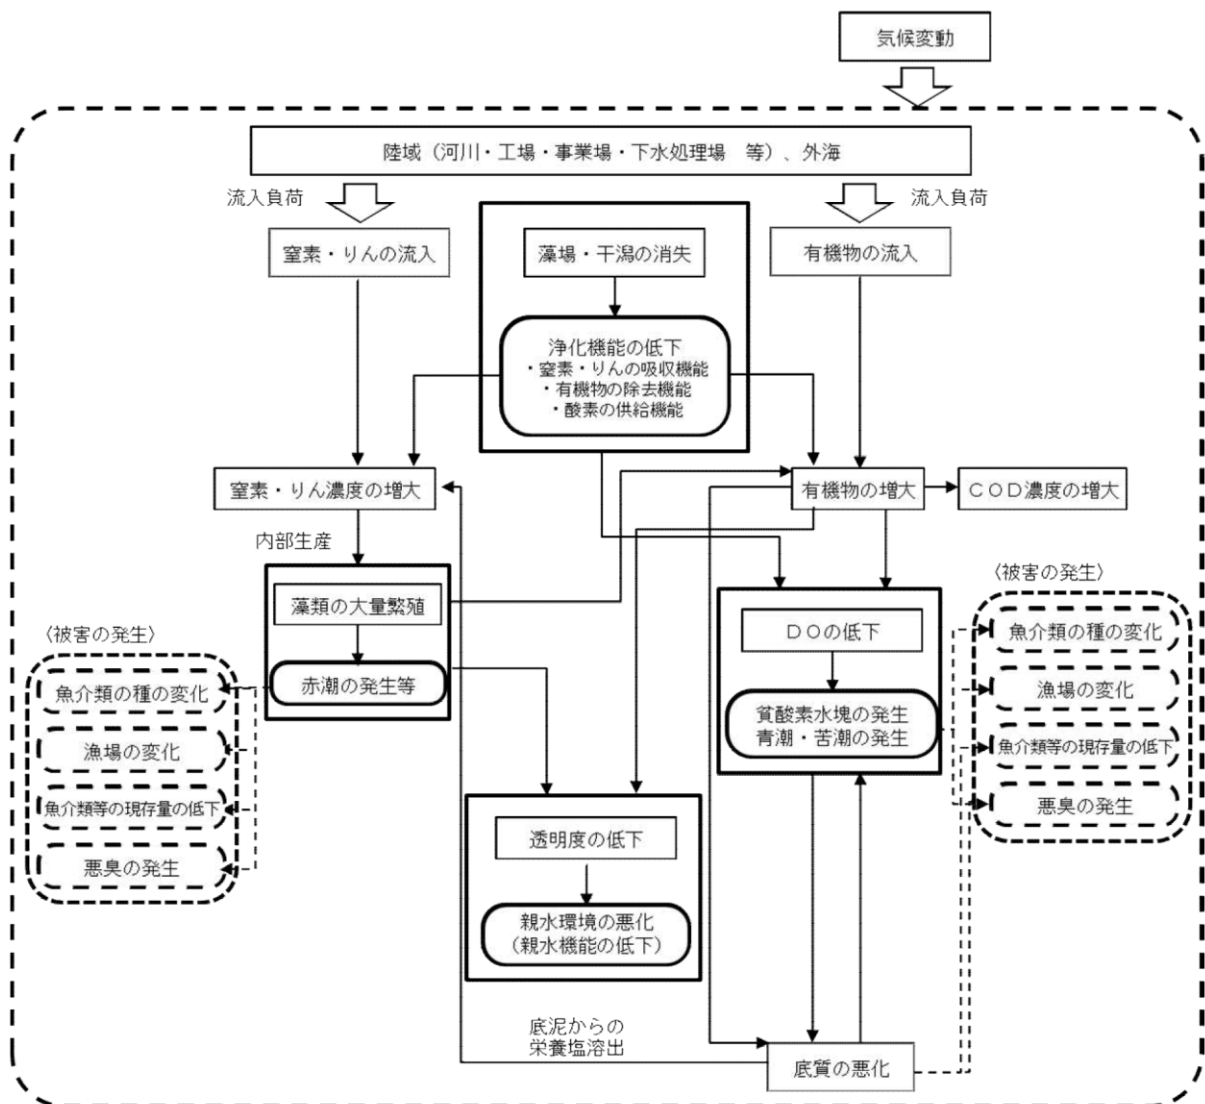 気候変動
陸域（河川・工場・事業場・下水処理場　等）、外海
流入負荷
流入負荷
窒素・りんの流入
藻場・干潟の消失
有機物の流入
浄化機能の低下
・窒素・りんの吸収機能
・有機物の除去機能
・酸素の供給機能
窒素・りん濃度の増大
有機物の増大
ＣＯＤ濃度の増大
内部生産
藻類の大量繁殖
赤潮の発生等
〈被害の発生〉
魚介類の種の変化
漁場の変化
魚介類等の現存量の低下
悪臭の発生
ＤＯの低下
貧酸素水塊の発生
青潮・苦潮の発生
〈被害の発生〉
魚介類の種の変化
漁場の変化
魚介類等の現存量の低下
悪臭の発生
透明度の低下
親水環境の悪化
（親水機能の低下）
底泥からの
栄養塩溶出
底質の悪化